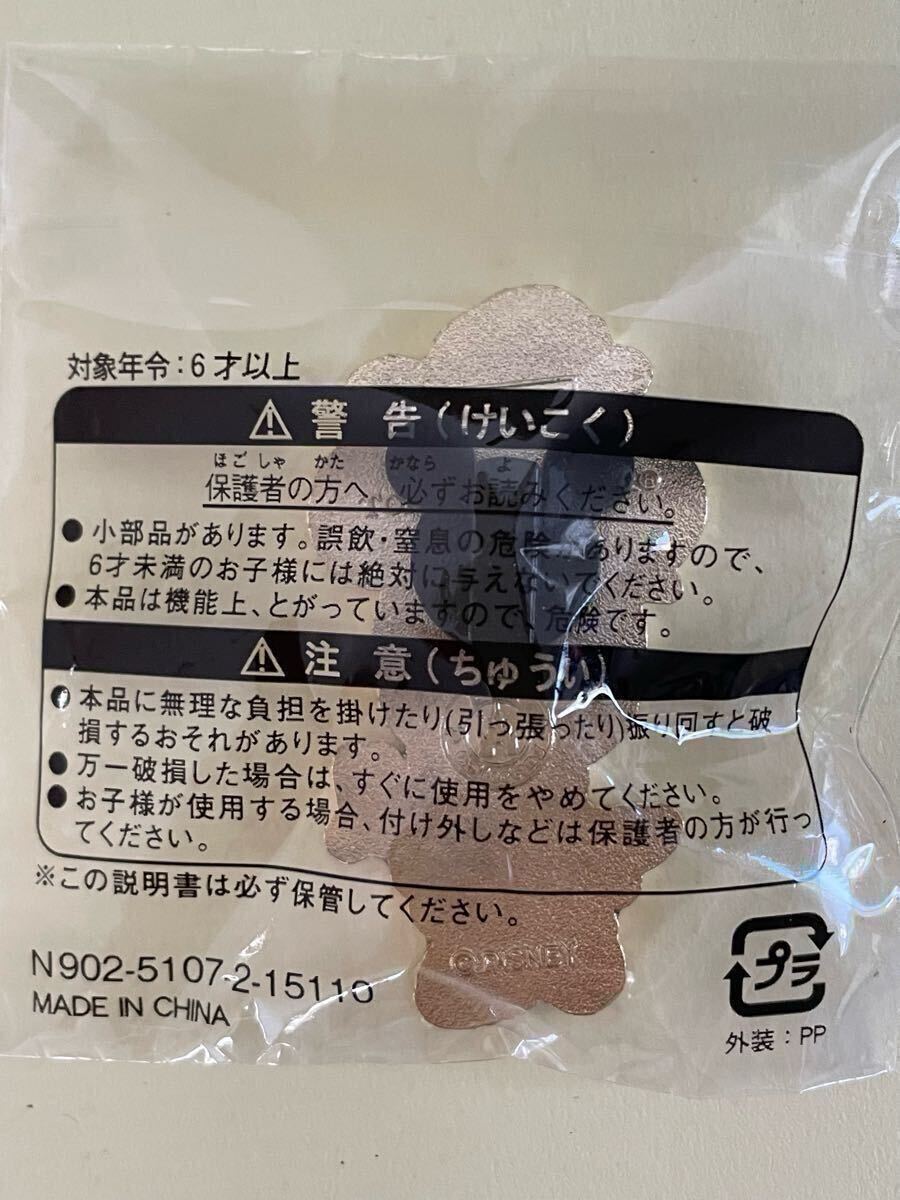 対象年令：6才以上
⚠警 告（けいこく）
ほごしゃ かた かなら よ
保護者の方へ 必ずお読みください。
●小部品があります。誤飲・窒息の危険がありますので、
6才未満のお子様には絶対に与えないでください。
●本品は機能上、とがっていますので、危険です。
⚠注 意（ちゅうい）
●本品に無理な負担を掛けたり(引っ張ったり)振り回すと破
損するおそれがあります。
●万一破損した場合は、すぐに使用をやめてください。
●お子様が使用する場合、付け外しなどは保護者の方が行っ
てください。
※この説明書は必ず保管してください。
©DISNEY
N902-5107-2-15110
MADE IN CHINA
プラ
外装：PP